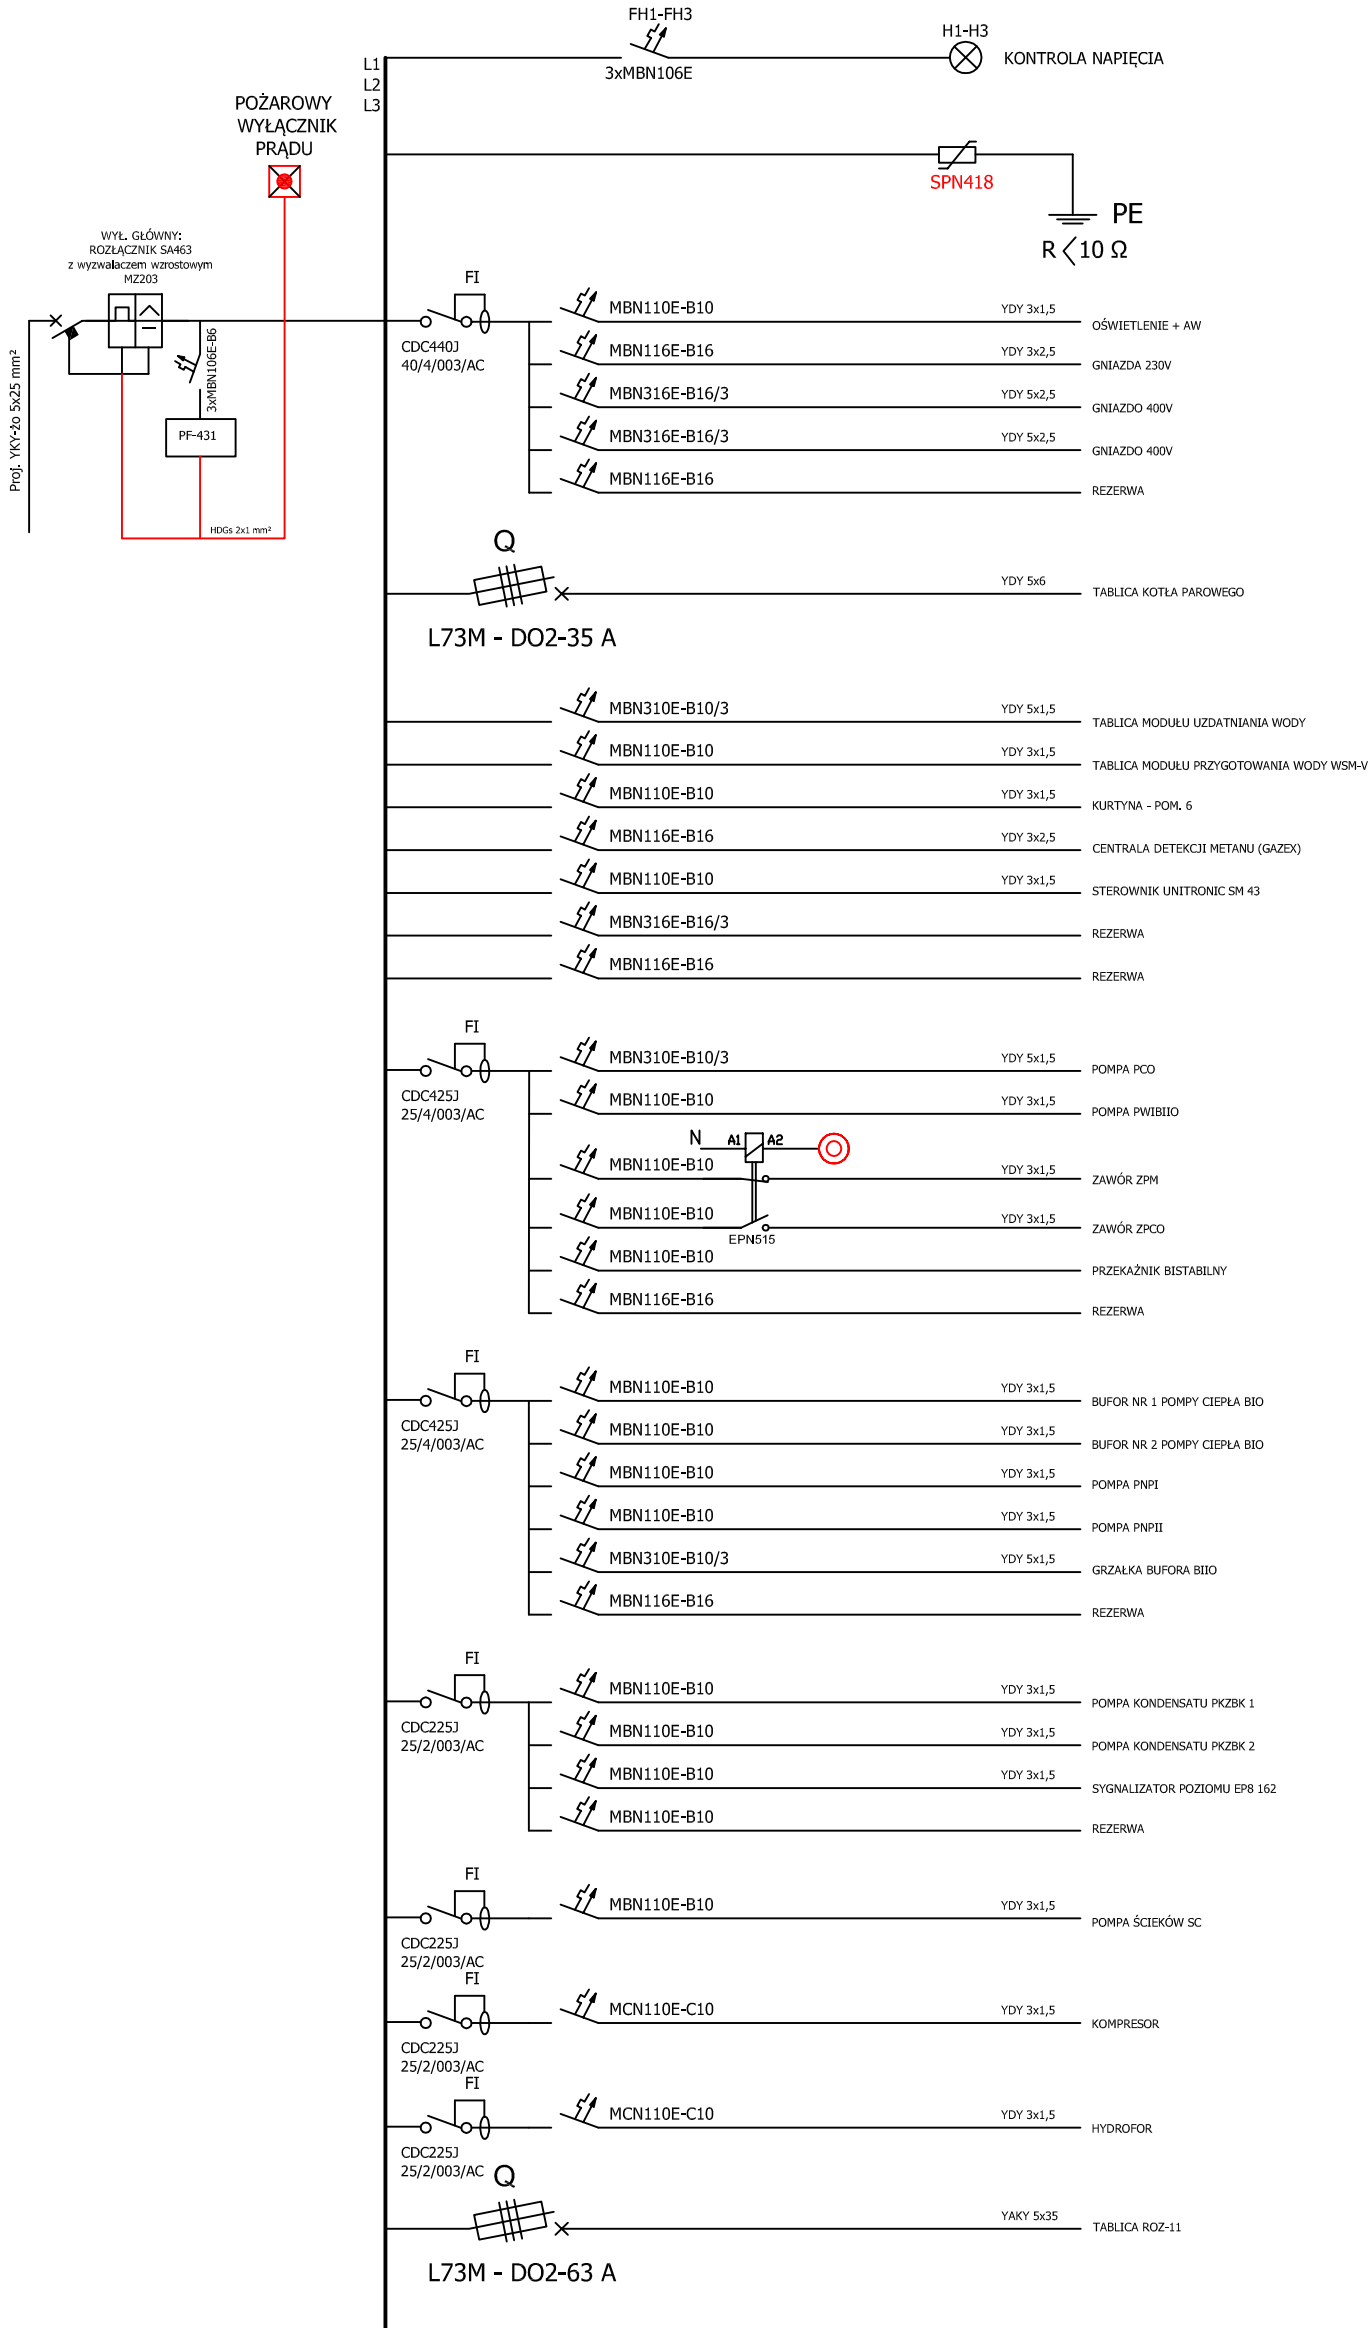 FH1-FH3
3xMBN106E
H1-H3
KONTROLA NAPIĘCIA
L1
L2
L3
POŻAROWY
WYŁĄCZNIK
PRĄDU
SPN418
PE
R < 10 Ω
WYŁ. GŁÓWNY:
ROZŁĄCZNIK SA463
z wyzwalaczem wzrostowym
MZ203
Proj. YKY-żo 5x25 mm²
3xMBN106E-B6
PF-431
HDGs 2x1 mm²
FI
CDC440J
40/4/003/AC
MBN110E-B10
YDY 3x1,5
OŚWIETLENIE + AW
MBN116E-B16
YDY 3x2,5
GNIAZDA 230V
MBN316E-B16/3
YDY 5x2,5
GNIAZDO 400V
MBN316E-B16/3
YDY 5x2,5
GNIAZDO 400V
MBN116E-B16
REZERWA
Q
YDY 5x6
TABLICA KOTŁA PAROWEGO
L73M - DO2-35 A
MBN310E-B10/3
YDY 5x1,5
TABLICA MODUŁU UZDATNIANIA WODY
MBN110E-B10
YDY 3x1,5
TABLICA MODUŁU PRZYGOTOWANIA WODY WSM-V
MBN110E-B10
YDY 3x1,5
KURTYNA - POM. 6
MBN116E-B16
YDY 3x2,5
CENTRALA DETEKCJI METANU (GAZEX)
MBN110E-B10
YDY 3x1,5
STEROWNIK UNITRONIC SM 43
MBN316E-B16/3
REZERWA
MBN116E-B16
REZERWA
FI
CDC425J
25/4/003/AC
MBN310E-B10/3
YDY 5x1,5
POMPA PCO
MBN110E-B10
YDY 3x1,5
POMPA PWIBIIO
N
A1
A2
MBN110E-B10
YDY 3x1,5
ZAWÓR ZPM
MBN110E-B10
YDY 3x1,5
ZAWÓR ZPCO
EPN515
MBN110E-B10
PRZEKAŹNIK BISTABILNY
MBN116E-B16
REZERWA
FI
CDC425J
25/4/003/AC
MBN110E-B10
YDY 3x1,5
BUFOR NR 1 POMPY CIEPŁA BIO
MBN110E-B10
YDY 3x1,5
BUFOR NR 2 POMPY CIEPŁA BIO
MBN110E-B10
YDY 3x1,5
POMPA PNPI
MBN110E-B10
YDY 3x1,5
POMPA PNPII
MBN310E-B10/3
YDY 5x1,5
GRZAŁKA BUFORA BIIO
MBN116E-B16
REZERWA
FI
CDC225J
25/2/003/AC
MBN110E-B10
YDY 3x1,5
POMPA KONDENSATU PKZBK 1
MBN110E-B10
YDY 3x1,5
POMPA KONDENSATU PKZBK 2
MBN110E-B10
YDY 3x1,5
SYGNALIZATOR POZIOMU EP8 162
MBN110E-B10
REZERWA
FI
CDC225J
25/2/003/AC
MBN110E-B10
YDY 3x1,5
POMPA ŚCIEKÓW SC
FI
CDC225J
25/2/003/AC
MCN110E-C10
YDY 3x1,5
KOMPRESOR
FI
CDC225J
25/2/003/AC
MCN110E-C10
YDY 3x1,5
HYDROFOR
Q
YAKY 5x35
TABLICA ROZ-11
L73M - DO2-63 A